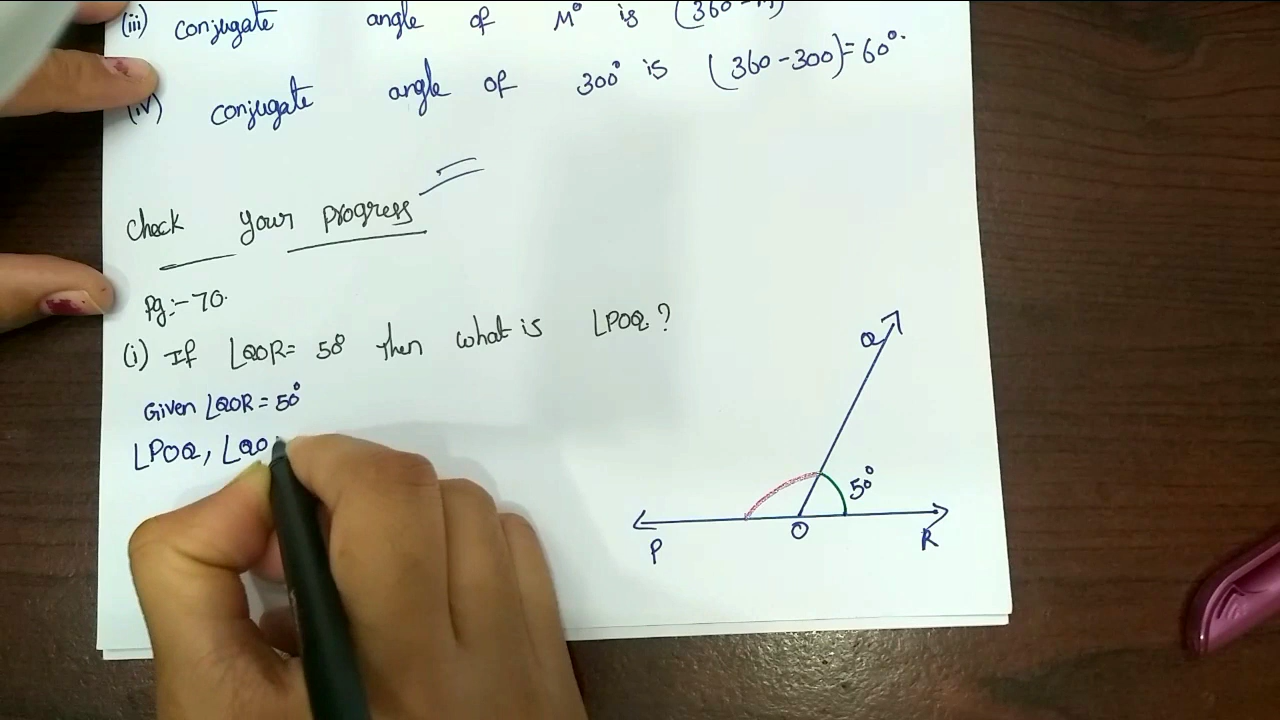 (iii) conjugate angle of M° is (360-M)
(iv) conjugate angle of 300° is (360-300)=60°.
Check Your progress
Pg:-70.
(i) If ∠QOR= 50° then what is ∠POQ?
Given ∠QOR=50°
∠POQ, ∠QO
Q
50°
P
O
R